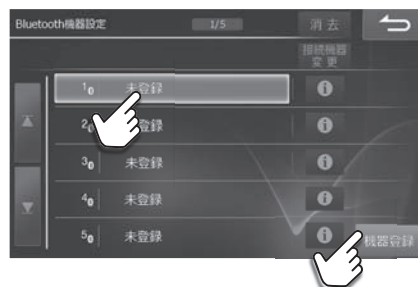 Bluetooth機器設定 1/5 消去
接続機器
変更
1 未登録
2 未登録
3 未登録
4 未登録
5 未登録
機器登録